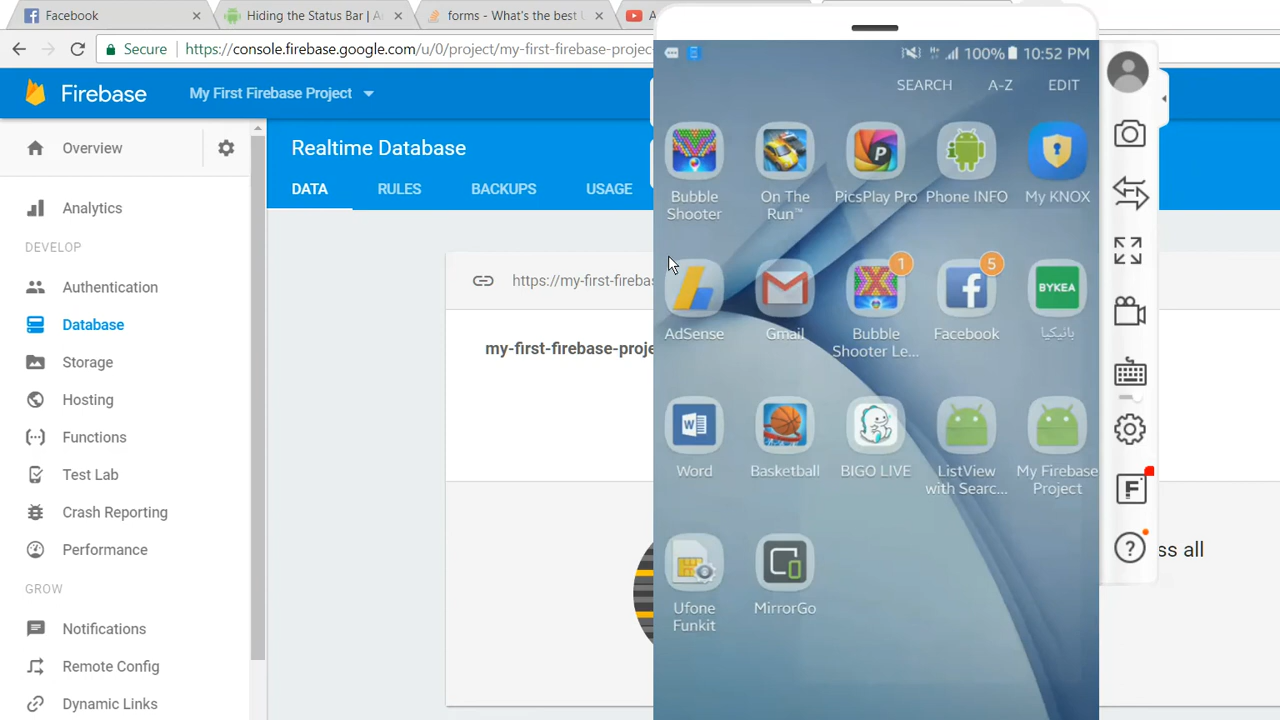 Facebook
Hiding the Status Bar | A
forms - What's the best U
A
Secure
https://console.firebase.google.com/u/0/project/my-first-firebase-projec
Firebase
My First Firebase Project
Overview
Analytics
DEVELOP
Authentication
Database
Storage
Hosting
Functions
Test Lab
Crash Reporting
Performance
GROW
Notifications
Remote Config
Dynamic Links
Realtime Database
DATA
RULES
BACKUPS
USAGE
https://my-first-fireba
my-first-firebase-proje
ss all
100%
10:52 PM
SEARCH
A-Z
EDIT
Bubble
Shooter
On The
Run™
PicsPlay Pro
Phone INFO
My KNOX
AdSense
Gmail
1
Bubble
Shooter Le...
5
Facebook
BYKEA
بائیکیا
Word
Basketball
BIGO LIVE
ListView
with Searc...
My Firebase
Project
Ufone
Funkit
MirrorGo